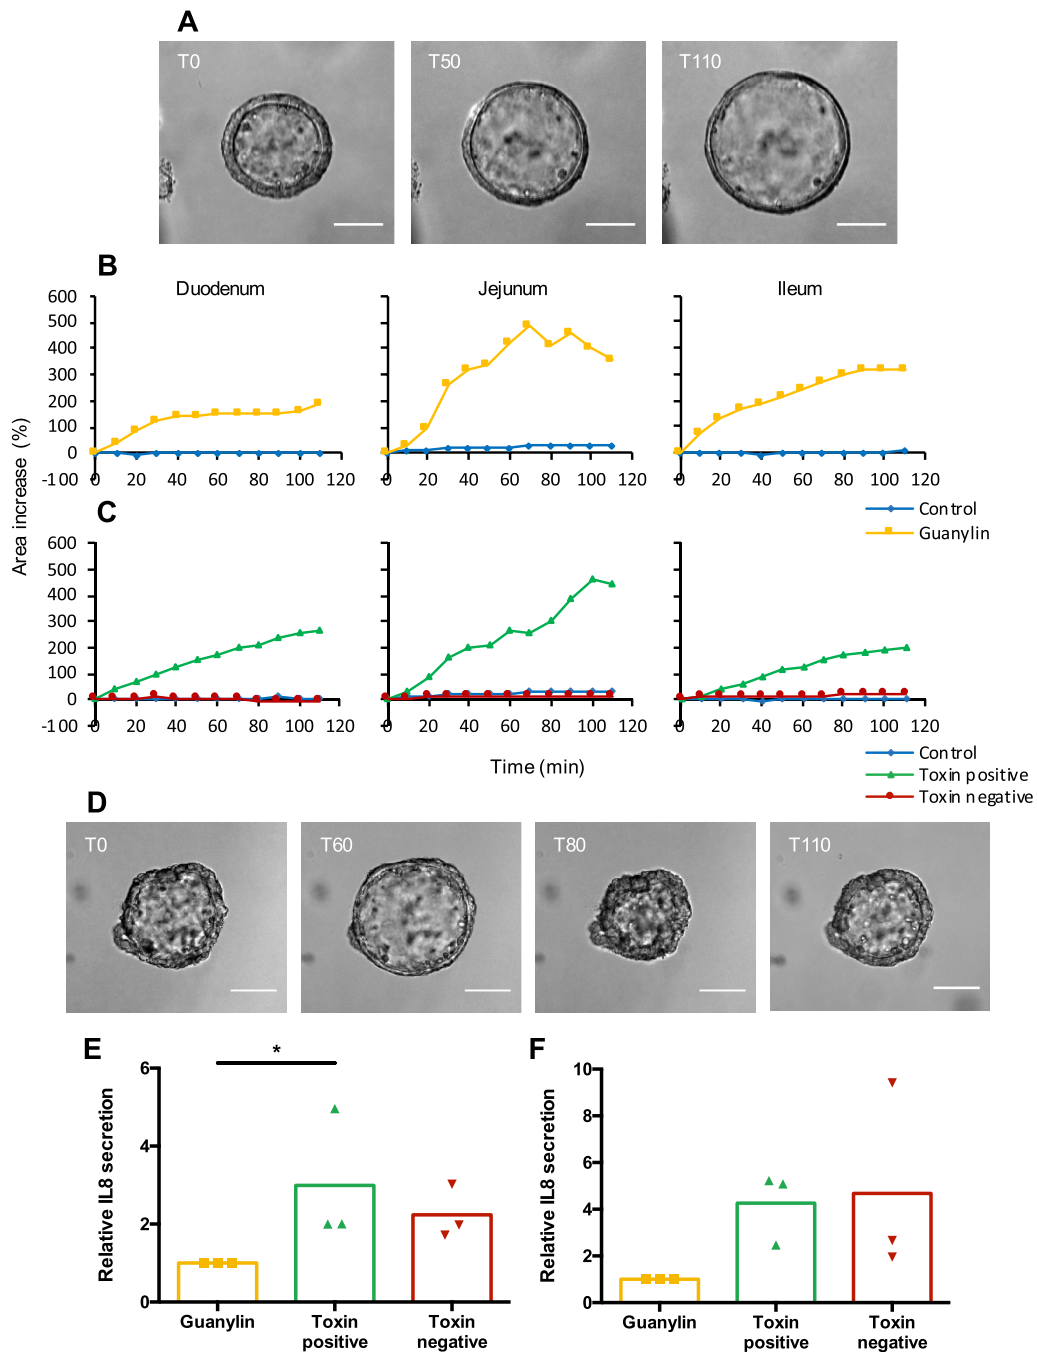 A
T0 T50 T110
B
Duodenum Jejunum Ileum
600
500
400
300
200
100
0
-100
0 20 40 60 80 100 120
0 20 40 60 80 100 120
0 20 40 60 80 100 120
Control
Guanylin
Area increase (%)
C
600
500
400
300
200
100
0
-100
0 20 40 60 80 100 120
0 20 40 60 80 100 120
0 20 40 60 80 100 120
Time (min)
Control
Toxin positive
Toxin negative
D
T0 T60 T80 T110
E
*
Relative IL8 secretion
6
4
2
0
Guanylin
Toxin
positive
Toxin
negative
F
Relative IL8 secretion
10
8
6
4
2
0
Guanylin
Toxin
positive
Toxin
negative